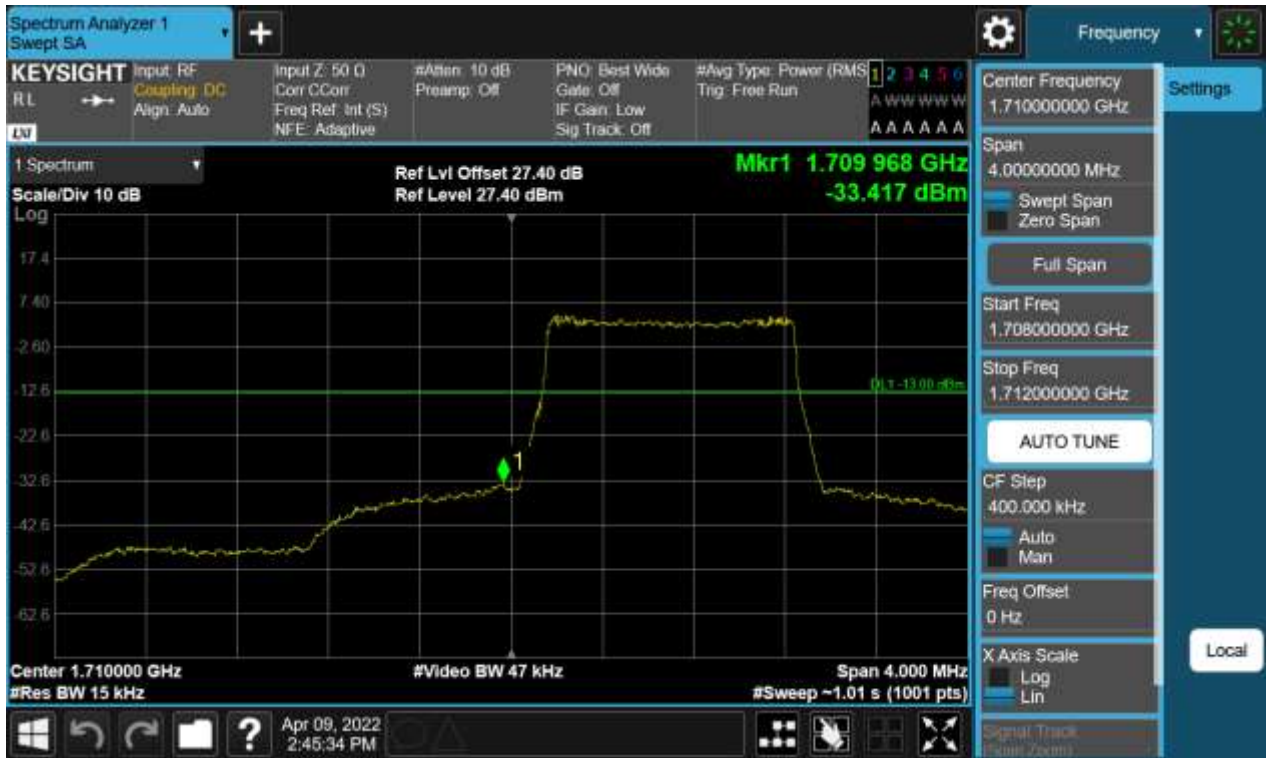 Spectrum Analyzer 1
Swept SA
+
Frequency
KEYSIGHT
RL
LXI
Input: RF
Coupling: DC
Align: Auto
Input Z: 50 Ω
Corr CCorr
Freq Ref: Int (S)
NFE: Adaptive
#Atten: 10 dB
Preamp: Off
PNO: Best Wide
Gate: Off
IF Gain: Low
Sig Track: Off
#Avg Type: Power (RMS
Trig: Free Run
1 2 3 4 5 6
A W W W W W
A A A A A A
1 Spectrum
Scale/Div 10 dB
Log
Ref Lvl Offset 27.40 dB
Ref Level 27.40 dBm
Mkr1 1.709 968 GHz
-33.417 dBm
17.4
7.40
-2.60
-12.6
-22.6
-32.6
-42.6
-52.6
-62.6
DL1 -13.00 dBm
1
Center 1.710000 GHz
#Res BW 15 kHz
#Video BW 47 kHz
Span 4.000 MHz
#Sweep ~1.01 s (1001 pts)
Center Frequency
1.710000000 GHz
Settings
Span
4.00000000 MHz
Swept Span
Zero Span
Full Span
Start Freq
1.708000000 GHz
Stop Freq
1.712000000 GHz
AUTO TUNE
CF Step
400.000 kHz
Auto
Man
Freq Offset
0 Hz
X Axis Scale
Log
Lin
Local
Signal Track
(Span Zoom)
?
Apr 09, 2022
2:45:34 PM